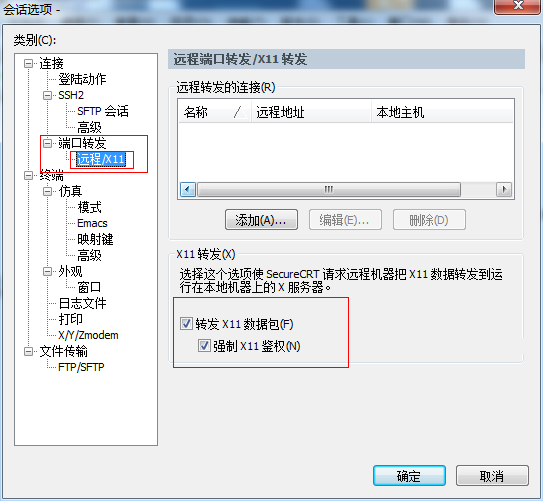 会话选项 -
类别(C):
连接
登陆动作
SSH2
SFTP 会话
高级
端口转发
远程/X11
终端
仿真
模式
Emacs
映射键
高级
外观
窗口
日志文件
打印
X/Y/Zmodem
文件传输
FTP/SFTP
远程端口转发/X11 转发
远程转发的连接(R)
名称 远程地址 本地主机
添加(A)... 编辑(E)... 删除(D)
X11 转发(X)
选择这个选项使 SecureCRT 请求远程机器把 X11 数据转发到运
行在本地机器上的 X 服务器。
转发 X11 数据包(F)
强制 X11 鉴权(N)
确定 取消